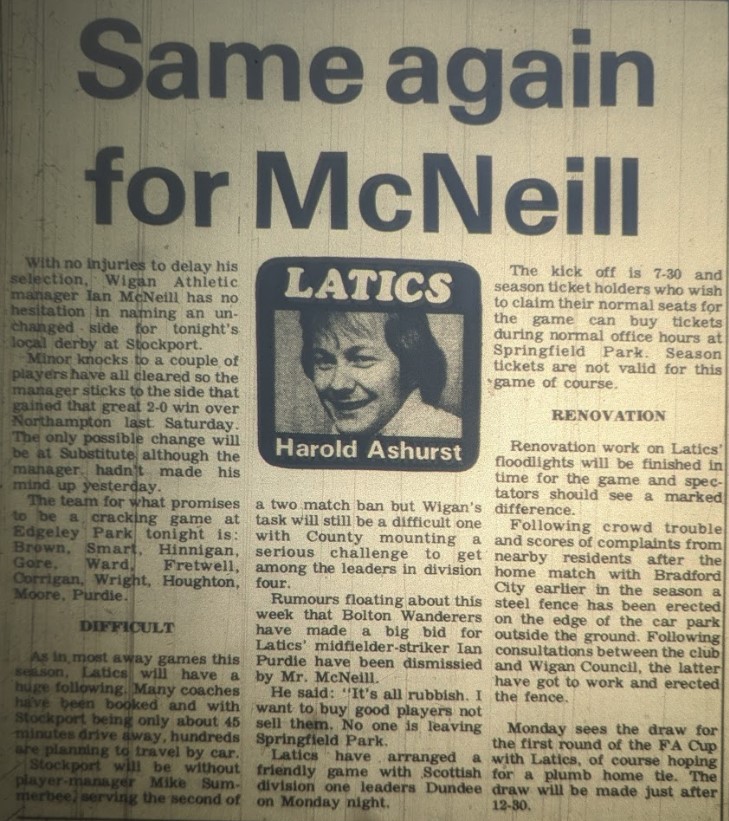 Same again
for McNeill
With no injuries to delay his
selection, Wigan Athletic
manager Ian McNeill has no
hesitation in naming an un-
changed side for tonight's
local derby at Stockport.
Minor knocks to a couple of
players have all cleared so the
manager sticks to the side that
gained that great 2-0 win over
Northampton last Saturday.
The only possible change will
be at Substitute although the
manager hadn't made his
mind up yesterday.
The team for what promises
to be a cracking game at
Edgeley Park tonight is:
Brown, Smart, Hinnigan,
Gore, Ward, Fretwell,
Corrigan, Wright, Houghton,
Moore, Purdie.
DIFFICULT
As in most away games this
season, Latics will have a
huge following. Many coaches
have been booked and with
Stockport being only about 45
minutes drive away, hundreds
are planning to travel by car.
Stockport will be without
player-manager Mike Sum-
merbee, serving the second of
LATICS
Harold Ashurst
a two match ban but Wigan's
task will still be a difficult one
with County mounting a
serious challenge to get
among the leaders in division
four.
Rumours floating about this
week that Bolton Wanderers
have made a big bid for
Latics' midfielder-striker Ian
Purdie have been dismissied
by Mr. McNeill.
He said: "It's all rubbish. I
want to buy good players not
sell them. No one is leaving
Springfield Park.
Latics have arranged a
friendly game with Scottish
division one leaders Dundee
on Monday night.
The kick off is 7-30 and
season ticket holders who wish
to claim their normal seats for
the game can buy tickets
during normal office hours at
Springfield Park. Season
tickets are not valid for this
game of course.
RENOVATION
Renovation work on Latics'
floodlights will be finished in
time for the game and spec-
tators should see a marked
difference.
Following crowd trouble
and scores of complaints from
nearby residents after the
home match with Bradford
City earlier in the season a
steel fence has been erected
on the edge of the car park
outside the ground. Following
consultations between the club
and Wigan Council, the latter
have got to work and erected
the fence.
Monday sees the draw for
the first round of the FA Cup
with Latics, of course hoping
for a plumb home tie. The
draw will be made just after
12-30.